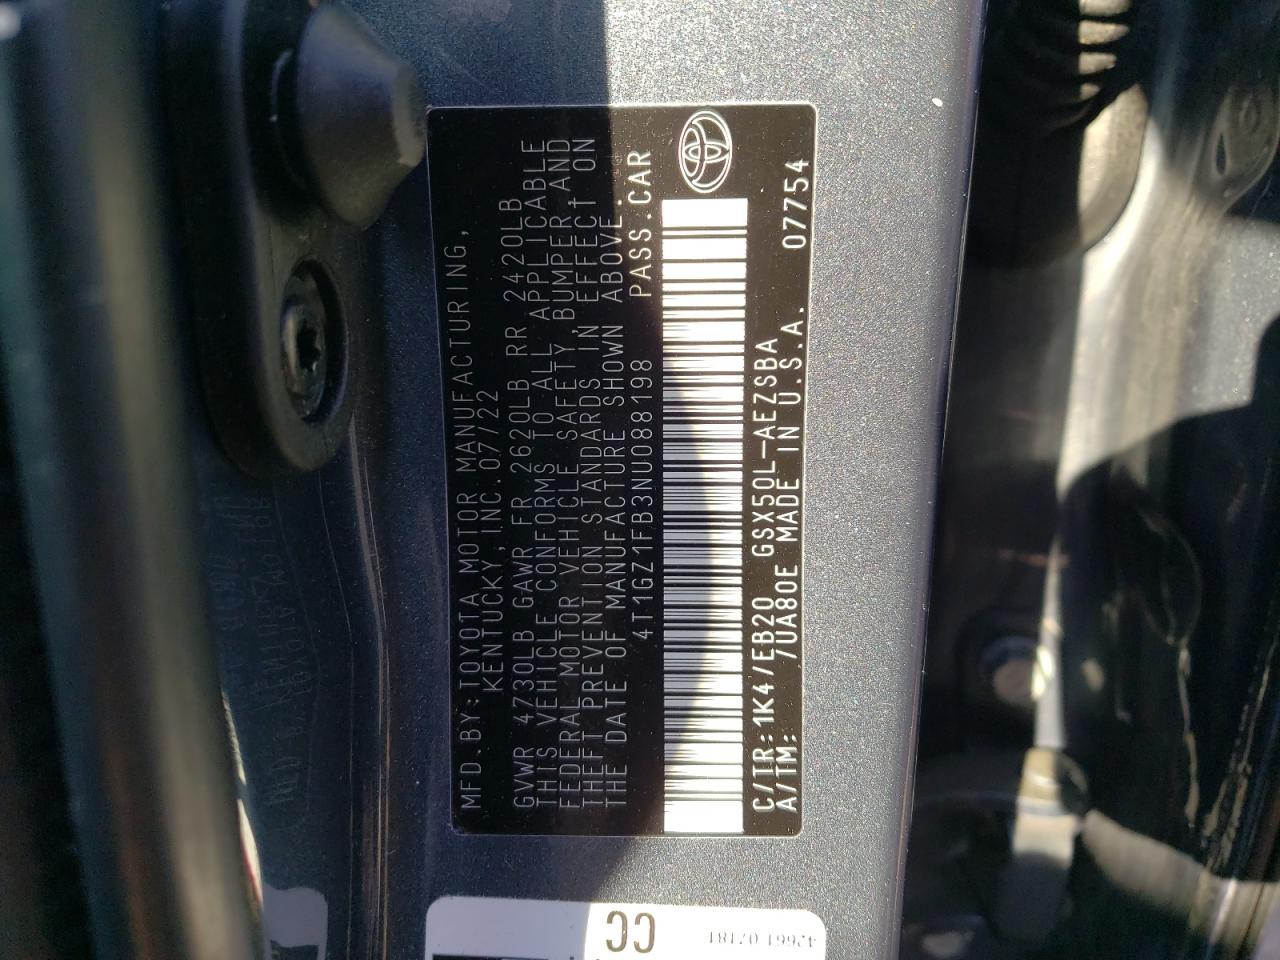 MFD.BY:TOYOTA MOTOR MANUFACTURING,
KENTUCKY,INC.07/22
GVWR 4730LB GAWR FR 2620LB RR 2420LB
THIS VEHICLE CONFORMS TO ALL APPLICABLE
FEDERAL MOTOR VEHICLE SAFETY, BUMPER, AND
THEFT PREVENTION STANDARDS IN EFFECT ON
THE DATE OF MANUFACTURE SHOWN ABOVE.
4T1GZ1FB3NU088198 PASS.CAR
C/TR:1K4/EB20 GSX50L-AEZSBA
A/TM: 7UA80E MADE IN U.S.A. 07754
CC
42661 07181